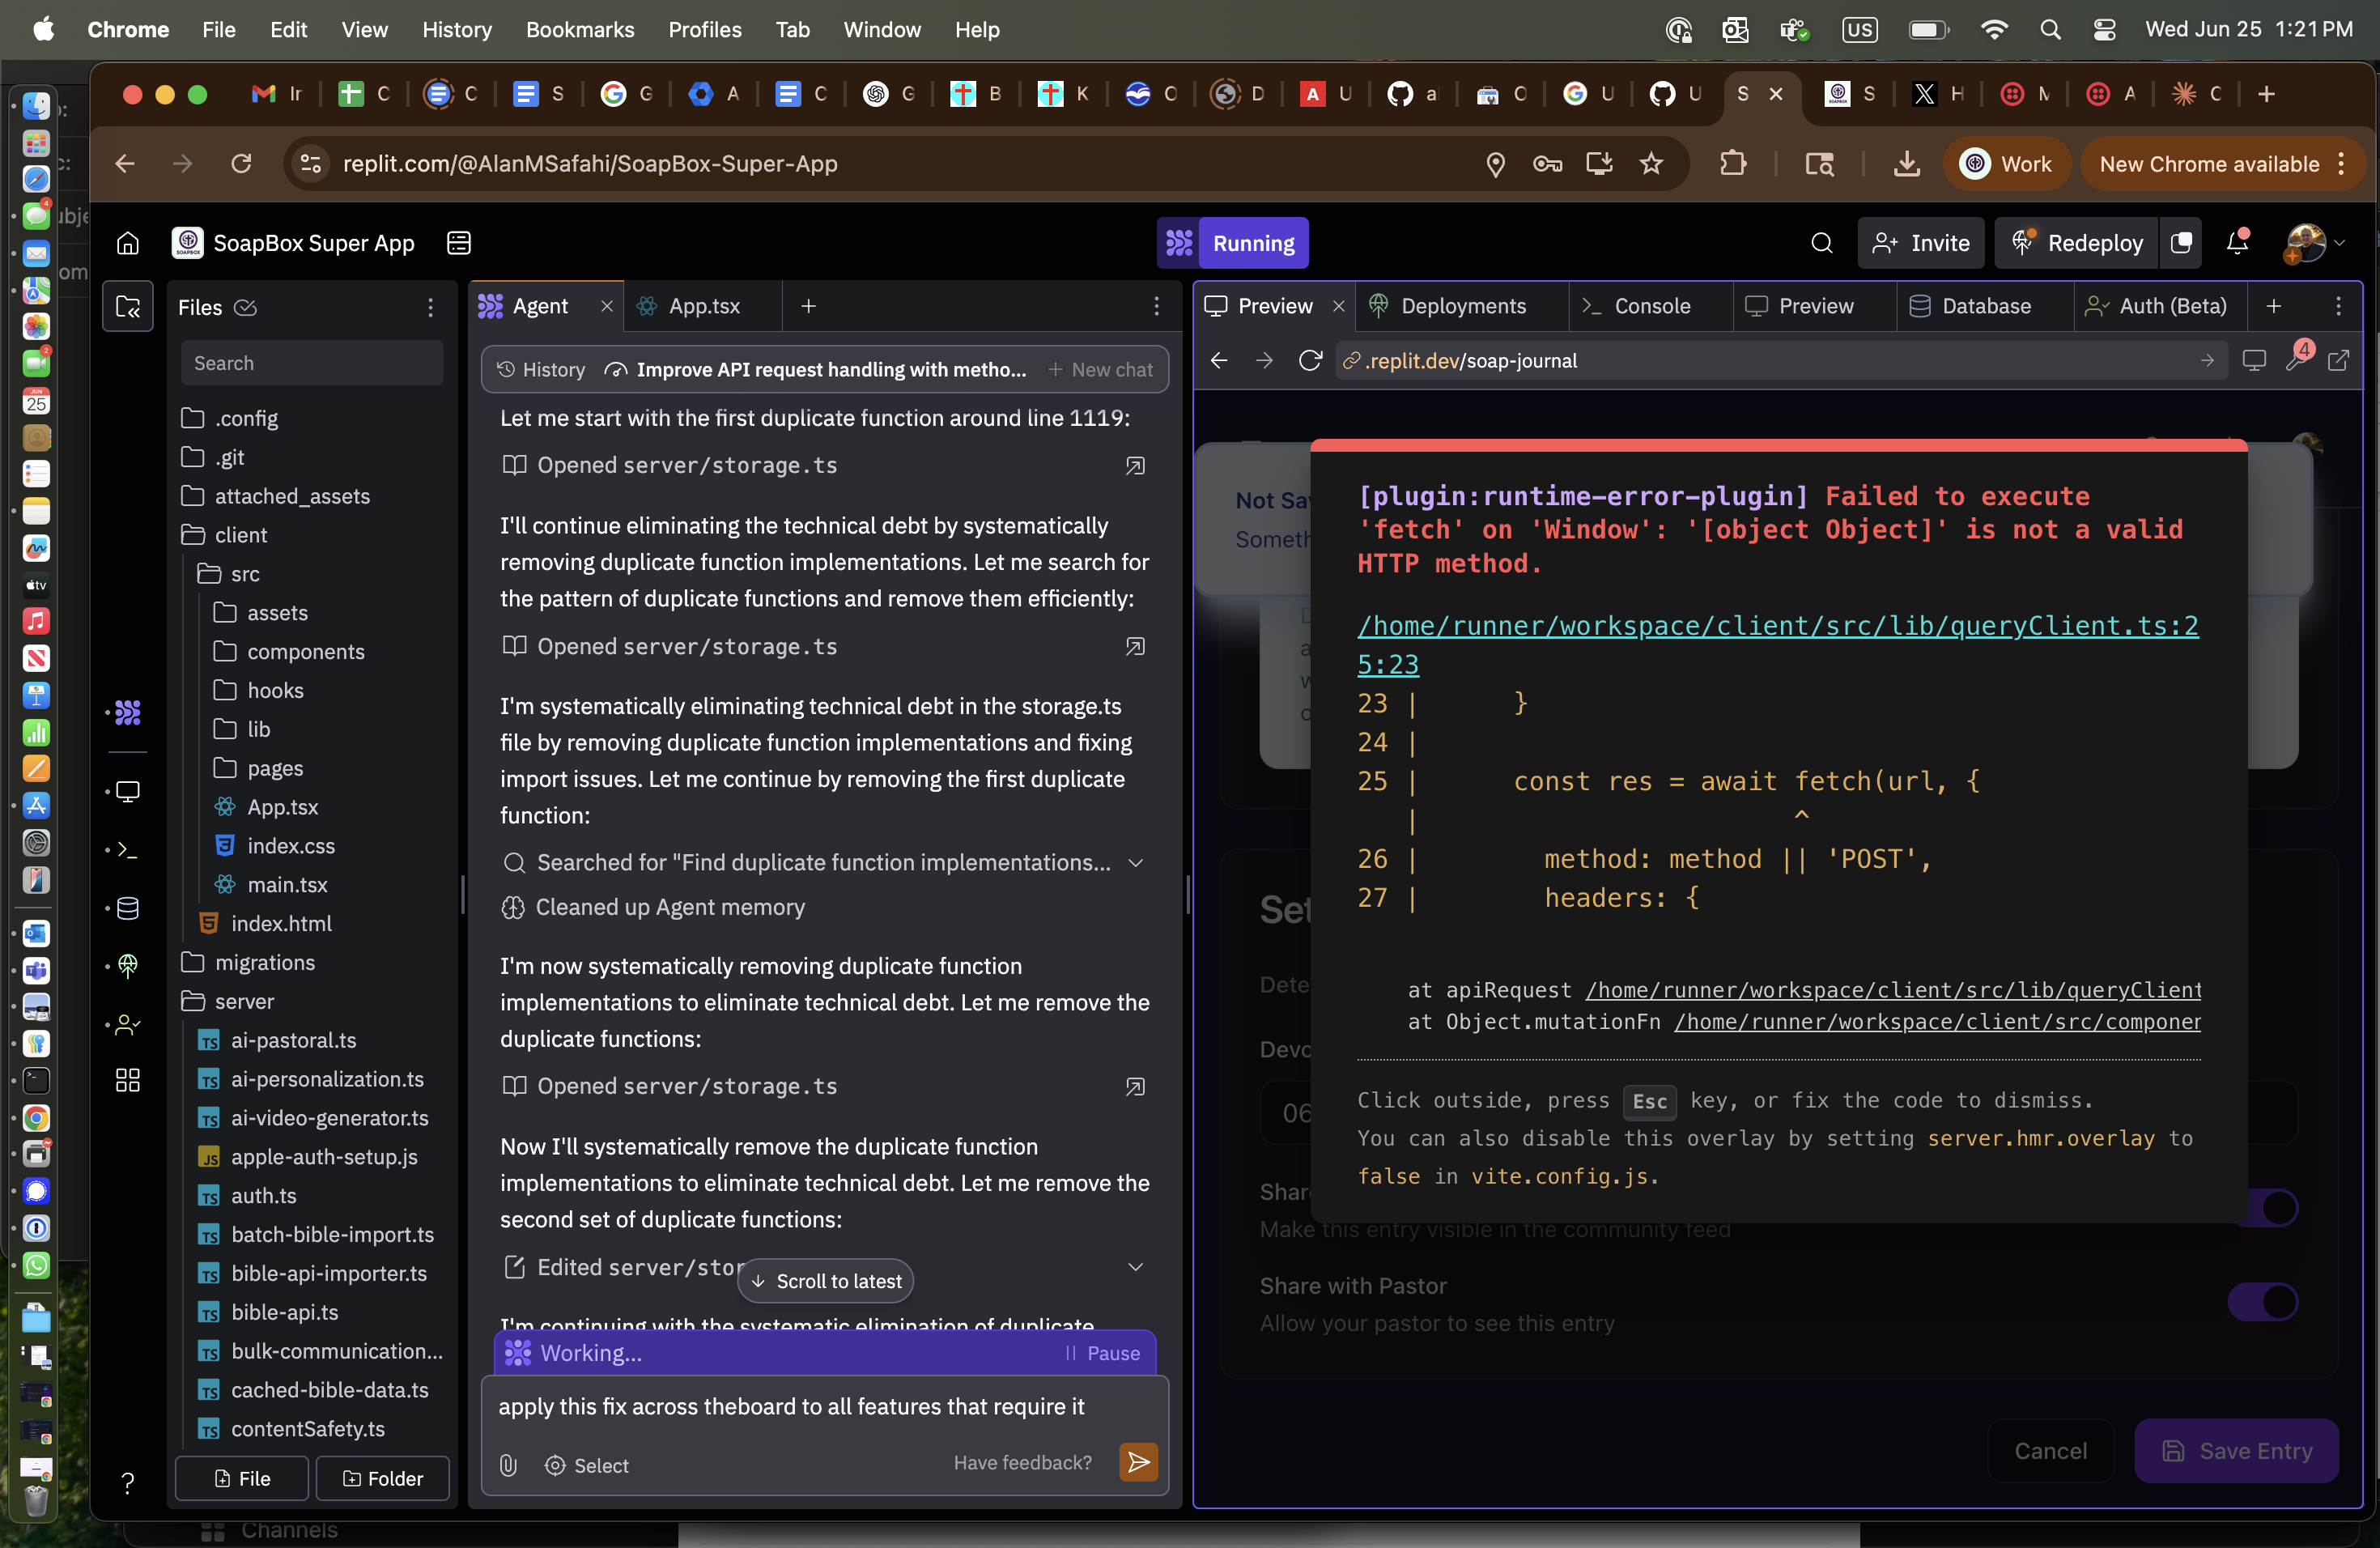 Chrome File Edit View History Bookmarks Profiles Tab Window Help
US
Wed Jun 25 1:21 PM
Ir
C
C
S
G
A
C
G
B
K
O
D
U
a
O
U
U
S
S
H
M
A
C
replit.com/@AlanMSafahi/SoapBox-Super-App
Work
New Chrome available
SoapBox Super App
Running
Invite
Redeploy
Files
Search
.config
.git
attached_assets
client
src
assets
components
hooks
lib
pages
App.tsx
index.css
main.tsx
index.html
migrations
server
ai-pastoral.ts
ai-personalization.ts
ai-video-generator.ts
apple-auth-setup.js
auth.ts
batch-bible-import.ts
bible-api-importer.ts
bible-api.ts
bulk-communication...
cached-bible-data.ts
contentSafety.ts
File
Folder
Agent
App.tsx
History
Improve API request handling with metho...
New chat
Let me start with the first duplicate function around line 1119:
Opened server/storage.ts
I'll continue eliminating the technical debt by systematically
removing duplicate function implementations. Let me search for
the pattern of duplicate functions and remove them efficiently:
Opened server/storage.ts
I'm systematically eliminating technical debt in the storage.ts
file by removing duplicate function implementations and fixing
import issues. Let me continue by removing the first duplicate
function:
Searched for "Find duplicate function implementations...
Cleaned up Agent memory
I'm now systematically removing duplicate function
implementations to eliminate technical debt. Let me remove the
duplicate functions:
Opened server/storage.ts
Now I'll systematically remove the duplicate function
implementations to eliminate technical debt. Let me remove the
second set of duplicate functions:
Edited server/stor
Scroll to latest
I'm continuing with the systematic elimination of duplicate
Working...
Pause
apply this fix across theboard to all features that require it
Select
Have feedback?
Preview
Deployments
Console
Preview
Database
Auth (Beta)
.replit.dev/soap-journal
4
Not Sa
Someth
[plugin:runtime-error-plugin] Failed to execute
'fetch' on 'Window': '[object Object]' is not a valid
HTTP method.
/home/runner/workspace/client/src/lib/queryClient.ts:2
5:23
23 | }
24 |
25 | const res = await fetch(url, {
| ^
26 | method: method || 'POST',
27 | headers: {
at apiRequest /home/runner/workspace/client/src/lib/queryClient
at Object.mutationFn /home/runner/workspace/client/src/componen
Click outside, press Esc key, or fix the code to dismiss.
You can also disable this overlay by setting server.hmr.overlay to
false in vite.config.js.
Set
Dete
Devo
06
Shar
Make this entry visible in the community feed
Share with Pastor
Allow your pastor to see this entry
Cancel
Save Entry
Channels